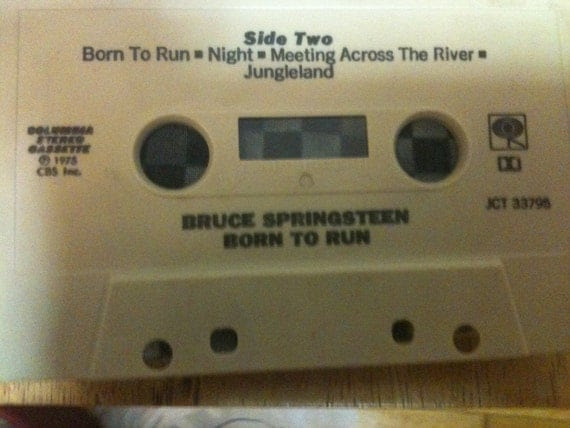 Side Two
Born To Run ▪ Night ▪ Meeting Across The River ▪
Jungleland
COLUMBIA
STEREO
CASSETTE
℗ 1975
CBS Inc.
JCT 33795
BRUCE SPRINGSTEEN
BORN TO RUN